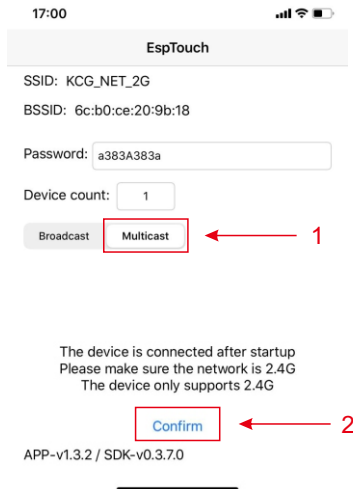 17:00
EspTouch
SSID: KCG_NET_2G
BSSID: 6c:b0:ce:20:9b:18
Password: a383A383a
Device count: 1
Broadcast Multicast 1
The device is connected after startup
Please make sure the network is 2.4G
The device only supports 2.4G
Confirm 2
APP-v1.3.2 / SDK-v0.3.7.0